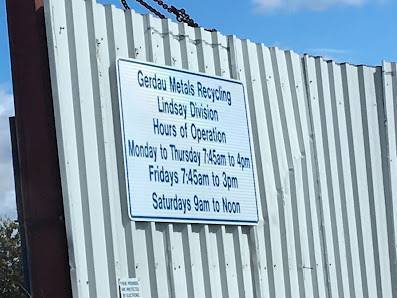 Gerdau Metals Recycling
Lindsay Division
Hours of Operation
Monday to Thursday 7:45am to 4pm
Fridays 7:45am to 3pm
Saturdays 9am to Noon